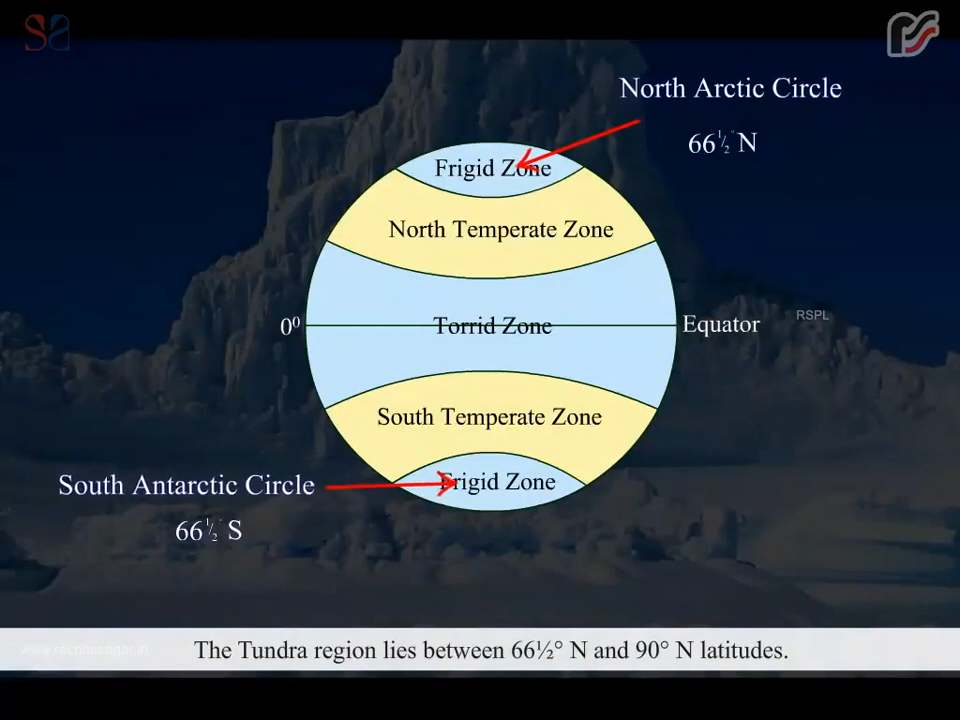 North Arctic Circle
66½° N
Frigid Zone
North Temperate Zone
0⁰
Torrid Zone
Equator
RSPL
South Temperate Zone
Frigid Zone
South Antarctic Circle
66½° S
The Tundra region lies between 66½° N and 90° N latitudes.